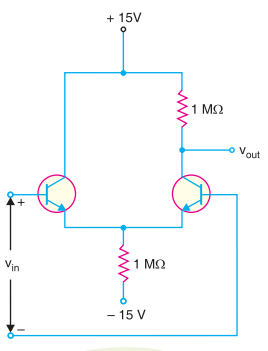 + 15V
1 MΩ
vout
+
vin
1 MΩ
–
– 15 V